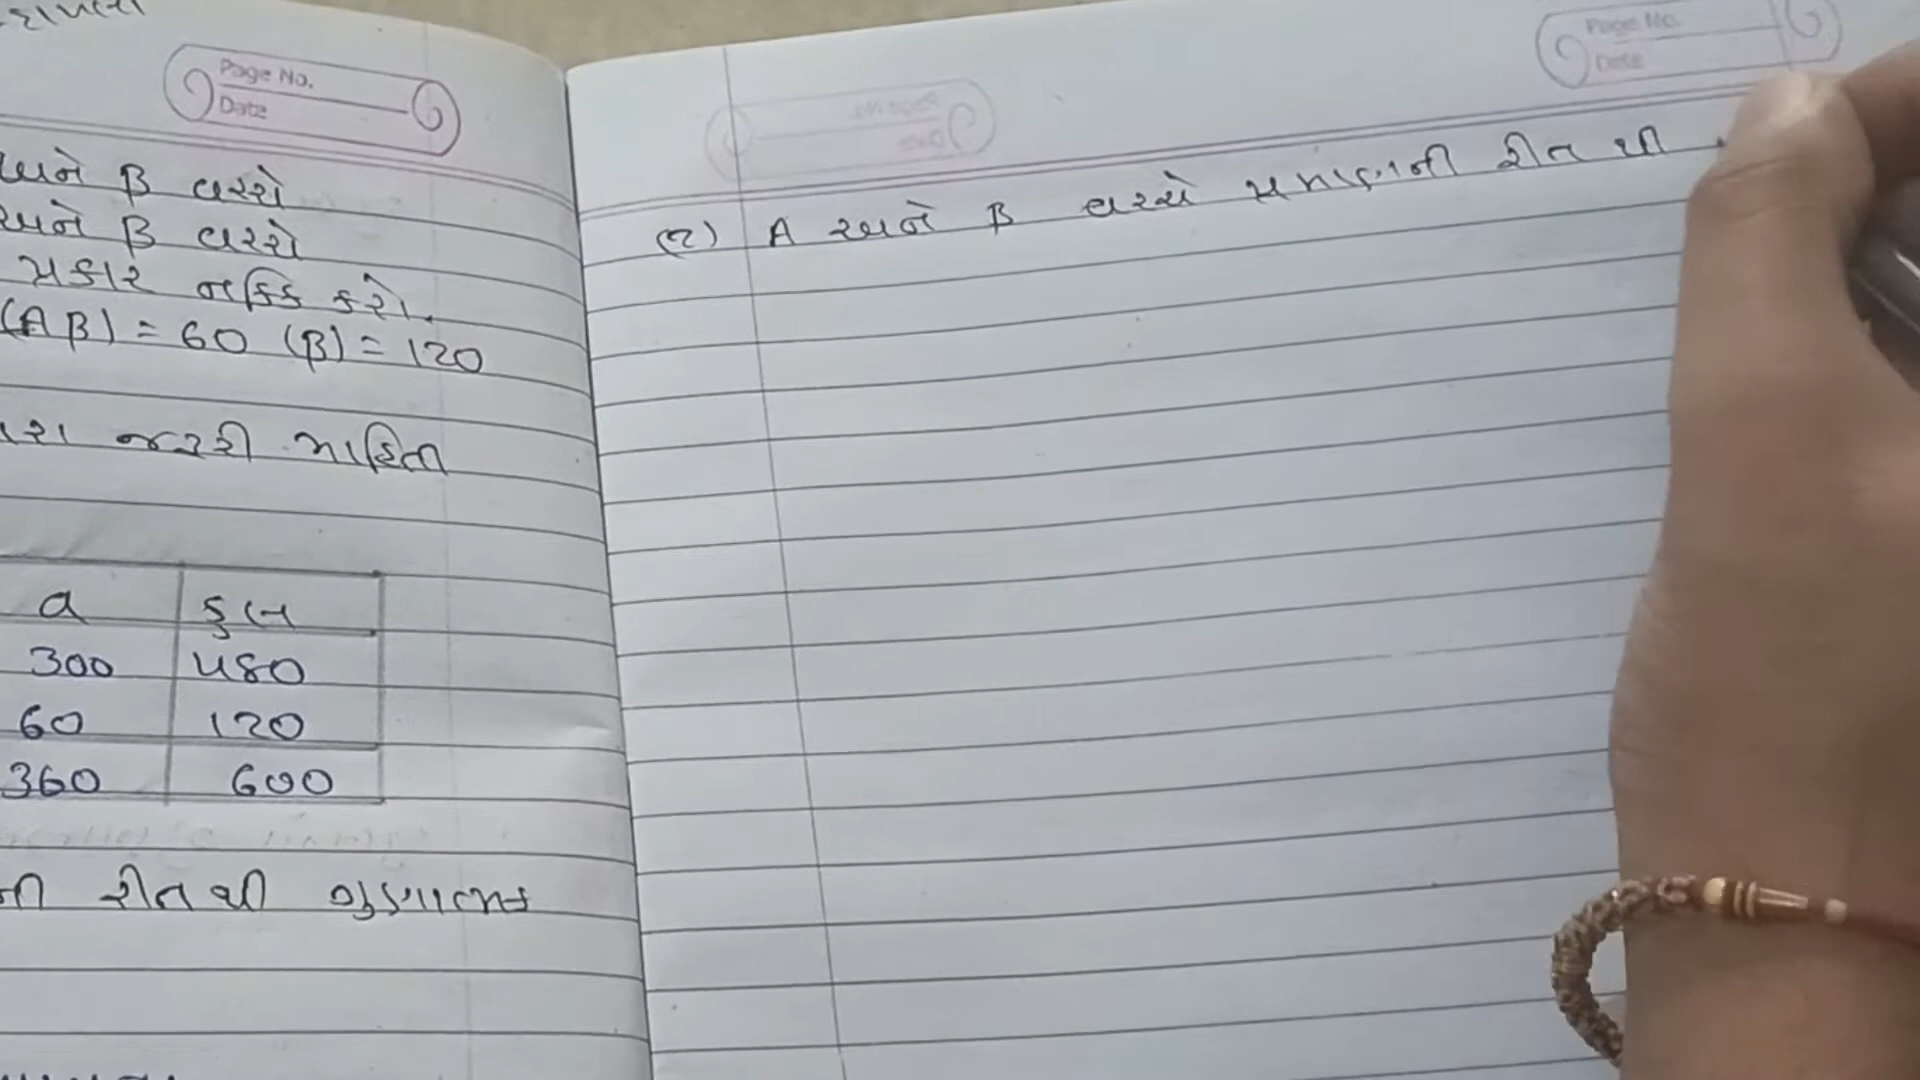 Page No.
Date
અને B વચ્ચે
અને B વચ્ચે
પ્રકાર નક્કિ કરો.
(AB) = 60 (B) = 120
જરૂરી માહિતી
a કુલ
300 480
60 120
360 600
ની રીત થી ગુણાત્મક
Page No.
Date
(૨) A અને B વચ્ચે પ્રમાણની રીત થી